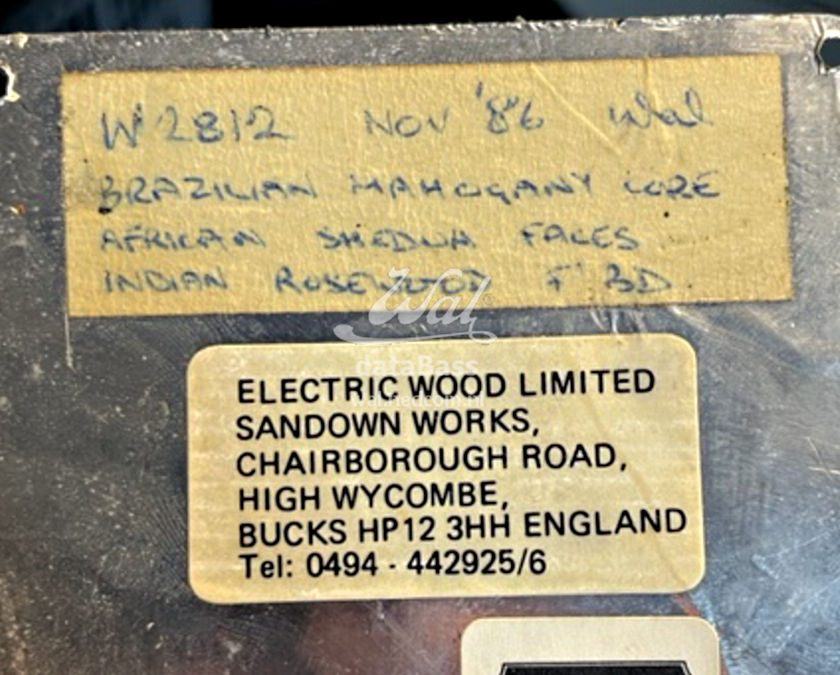 W2812 NOV '86 Wal
BRAZILIAN MAHOGANY CORE
AFRICAN SHEDUA FACES
INDIAN ROSEWOOD F'BD
Wal
dataBass
ELECTRIC WOOD LIMITED
SANDOWN WORKS,
CHAIRBOROUGH ROAD,
HIGH WYCOMBE,
BUCKS HP12 3HH ENGLAND
Tel: 0494 - 442925/6